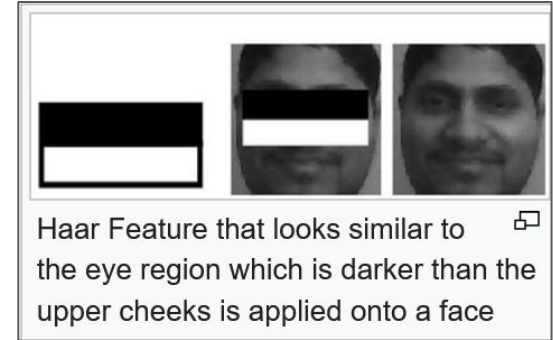 Haar Feature that looks similar to
the eye region which is darker than the
upper cheeks is applied onto a face